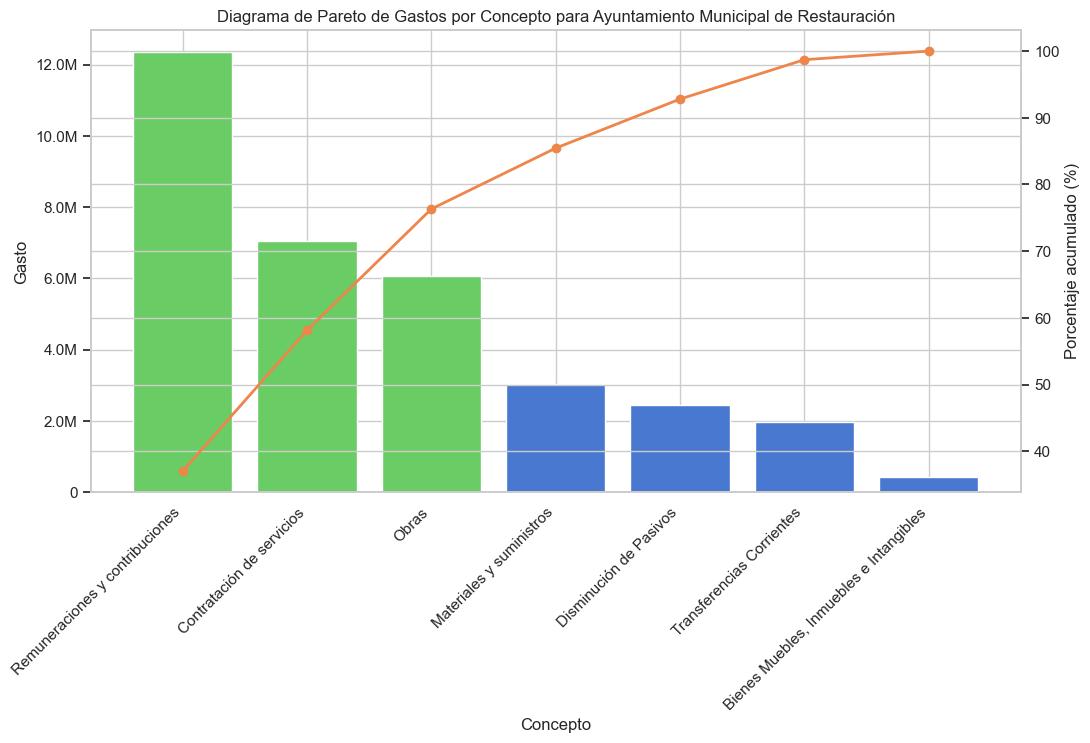 Diagrama de Pareto de Gastos por Concepto para Ayuntamiento Municipal de Restauración
12.0M
10.0M
8.0M
6.0M
4.0M
2.0M
0
Gasto
100
90
80
70
60
50
40
Porcentaje acumulado (%)
Remuneraciones y contribuciones
Contratación de servicios
Obras
Materiales y suministros
Disminución de Pasivos
Transferencias Corrientes
Bienes Muebles, Inmuebles e Intangibles
Concepto